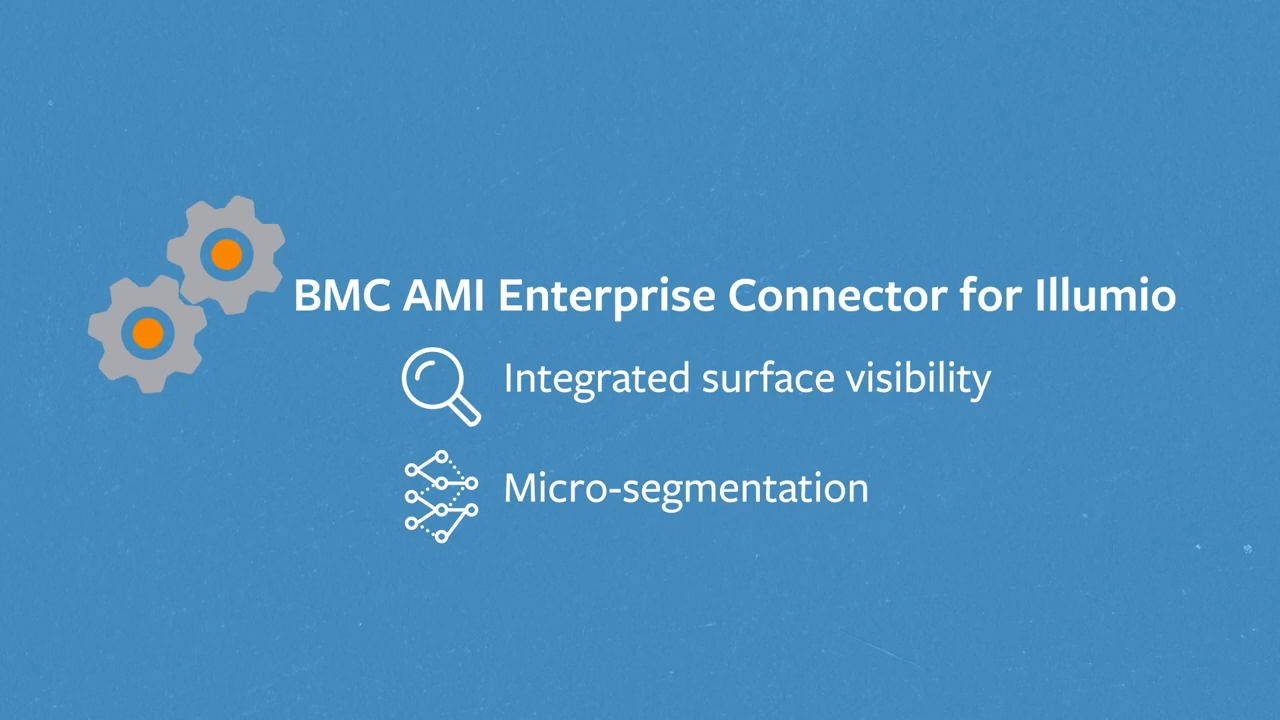 BMC AMI Enterprise Connector for Illumio
Integrated surface visibility
Micro-segmentation